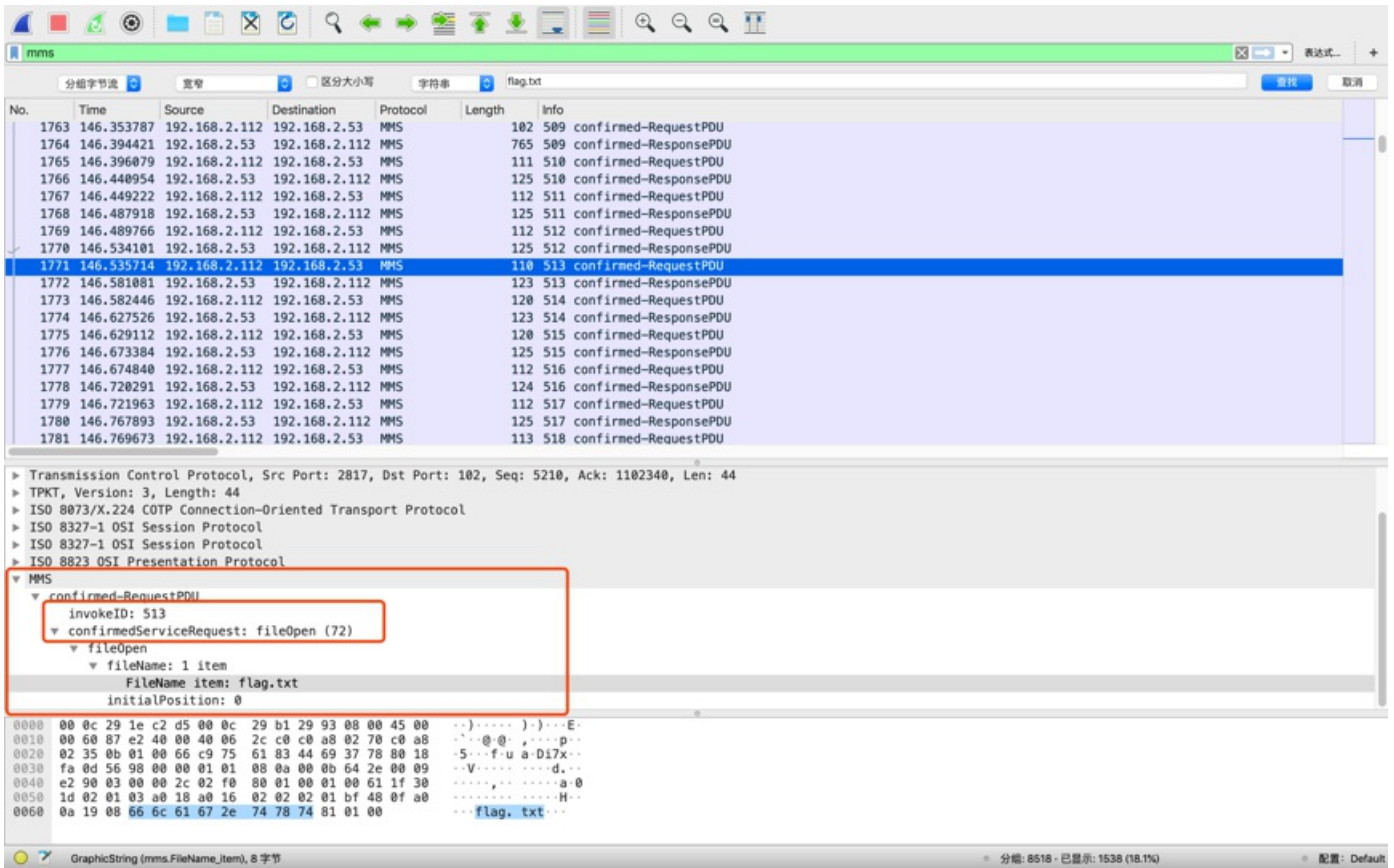 mms
表达式… +
分组字节流 宽窄 区分大小写 字符串 flag.txt 查找 取消
No. Time Source Destination Protocol Length Info
1763 146.353787 192.168.2.112 192.168.2.53 MMS 102 509 confirmed-RequestPDU
1764 146.394421 192.168.2.53 192.168.2.112 MMS 765 509 confirmed-ResponsePDU
1765 146.396079 192.168.2.112 192.168.2.53 MMS 111 510 confirmed-RequestPDU
1766 146.440954 192.168.2.53 192.168.2.112 MMS 125 510 confirmed-ResponsePDU
1767 146.449222 192.168.2.112 192.168.2.53 MMS 112 511 confirmed-RequestPDU
1768 146.487918 192.168.2.53 192.168.2.112 MMS 125 511 confirmed-ResponsePDU
1769 146.489766 192.168.2.112 192.168.2.53 MMS 112 512 confirmed-RequestPDU
1770 146.534101 192.168.2.53 192.168.2.112 MMS 125 512 confirmed-ResponsePDU
1771 146.535714 192.168.2.112 192.168.2.53 MMS 110 513 confirmed-RequestPDU
1772 146.581081 192.168.2.53 192.168.2.112 MMS 123 513 confirmed-ResponsePDU
1773 146.582446 192.168.2.112 192.168.2.53 MMS 120 514 confirmed-RequestPDU
1774 146.627526 192.168.2.53 192.168.2.112 MMS 123 514 confirmed-ResponsePDU
1775 146.629112 192.168.2.112 192.168.2.53 MMS 120 515 confirmed-RequestPDU
1776 146.673384 192.168.2.53 192.168.2.112 MMS 125 515 confirmed-ResponsePDU
1777 146.674840 192.168.2.112 192.168.2.53 MMS 112 516 confirmed-RequestPDU
1778 146.720291 192.168.2.53 192.168.2.112 MMS 124 516 confirmed-ResponsePDU
1779 146.721963 192.168.2.112 192.168.2.53 MMS 112 517 confirmed-RequestPDU
1780 146.767893 192.168.2.53 192.168.2.112 MMS 125 517 confirmed-ResponsePDU
1781 146.769673 192.168.2.112 192.168.2.53 MMS 113 518 confirmed-RequestPDU
Transmission Control Protocol, Src Port: 2817, Dst Port: 102, Seq: 5210, Ack: 1102340, Len: 44
TPKT, Version: 3, Length: 44
ISO 8073/X.224 COTP Connection-Oriented Transport Protocol
ISO 8327-1 OSI Session Protocol
ISO 8327-1 OSI Session Protocol
ISO 8823 OSI Presentation Protocol
MMS
confirmed-RequestPDU
invokeID: 513
confirmedServiceRequest: fileOpen (72)
fileOpen
fileName: 1 item
FileName item: flag.txt
initialPosition: 0
0000 00 0c 29 1e c2 d5 00 0c 29 b1 29 93 08 00 45 00 ··)····· )·)···E·
0010 00 60 87 e2 40 00 40 06 2c c0 c0 a8 02 70 c0 a8 ·`··@·@· ,····p··
0020 02 35 0b 01 00 66 c9 75 61 83 44 69 37 78 80 18 ·5···f·u a·Di7x··
0030 fa 0d 56 98 00 00 01 01 08 0a 00 0b 64 2e 00 09 ··V····· ····d.··
0040 e2 90 03 00 00 2c 02 f0 80 01 00 01 00 61 1f 30 ·····,·· ·····a·0
0050 1d 02 01 03 a0 18 a0 16 02 02 02 01 bf 48 0f a0 ········ ·····H··
0060 0a 19 08 66 6c 61 67 2e 74 78 74 81 01 00 ···flag. txt···
GraphicString (mms.FileName_item), 8 字节 分组: 8518 · 已显示: 1538 (18.1%) 配置: Default